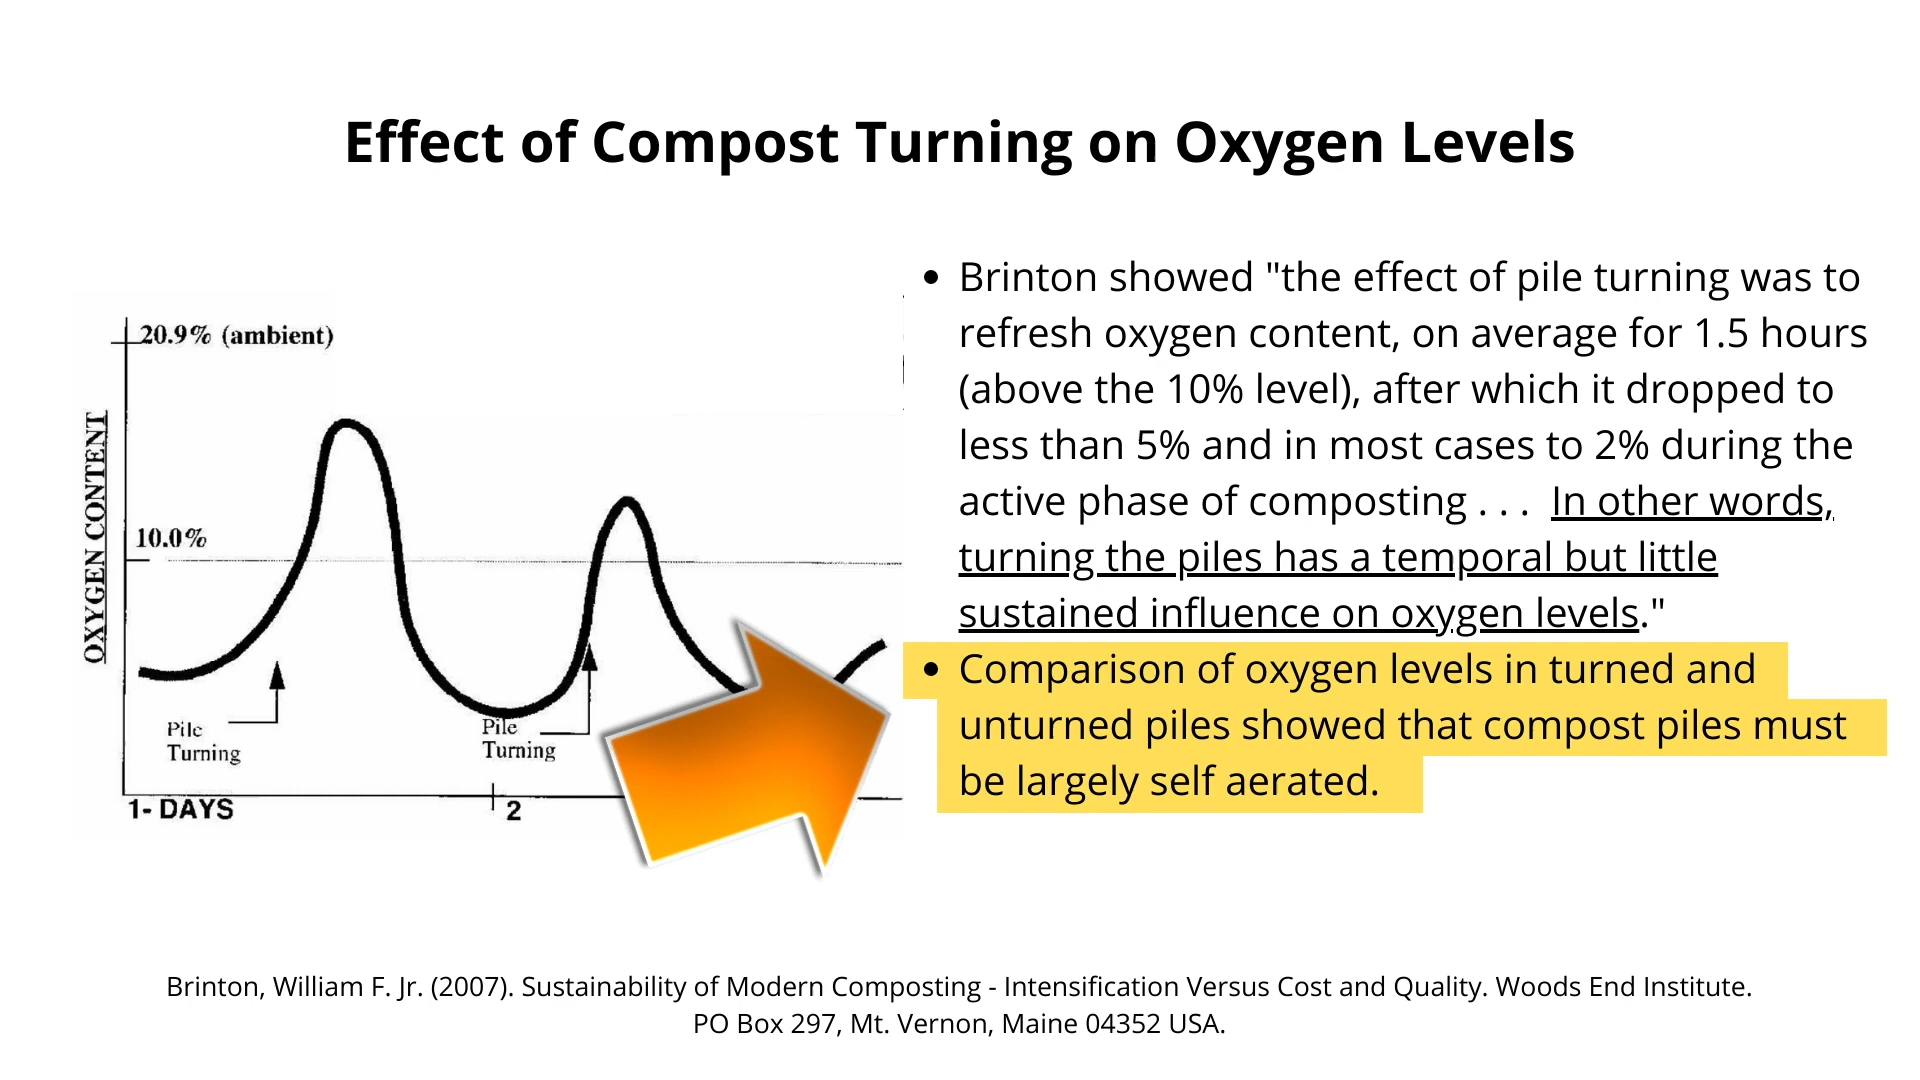 Effect of Compost Turning on Oxygen Levels
20.9% (ambient)
OXYGEN CONTENT
10.0%
Pile
Turning
Pile
Turning
1- DAYS
2
• Brinton showed "the effect of pile turning was to
refresh oxygen content, on average for 1.5 hours
(above the 10% level), after which it dropped to
less than 5% and in most cases to 2% during the
active phase of composting . . . In other words,
turning the piles has a temporal but little
sustained influence on oxygen levels."
• Comparison of oxygen levels in turned and
unturned piles showed that compost piles must
be largely self aerated.
Brinton, William F. Jr. (2007). Sustainability of Modern Composting - Intensification Versus Cost and Quality. Woods End Institute.
PO Box 297, Mt. Vernon, Maine 04352 USA.